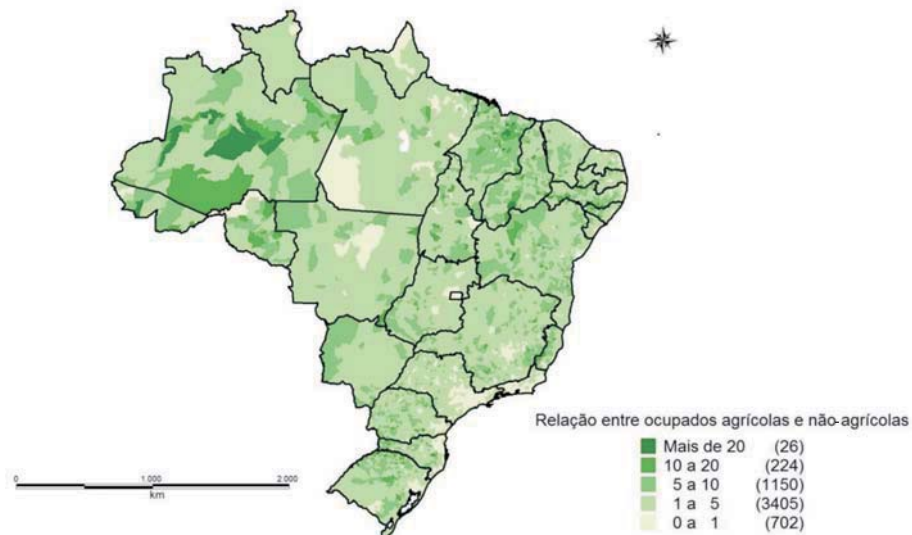 Relação entre ocupados agrícolas e não-agrícolas
Mais de 20 (26)
10 a 20 (224)
5 a 10 (1150)
1 a 5 (3405)
0 a 1 (702)
0 1 000 2 000
km